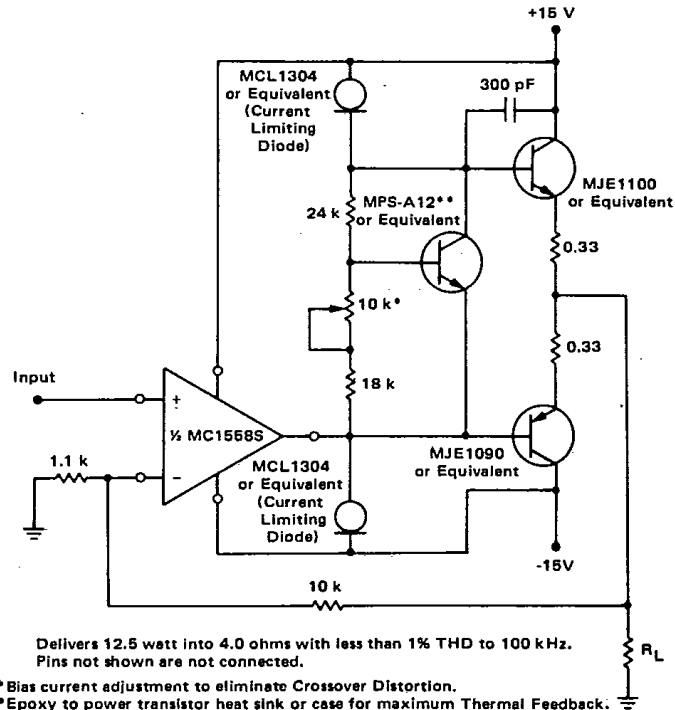 +15 V
MCL1304
or Equivalent
(Current
Limiting
Diode)
300 pF
MJE1100
or Equivalent
24 k
MPS-A12**
or Equivalent
0.33
10 k*
0.33
18 k
Input
+
½ MC1558S
−
1.1 k
MJE1090
or Equivalent
MCL1304
or Equivalent
(Current
Limiting
Diode)
-15V
10 k
RL
Delivers 12.5 watt into 4.0 ohms with less than 1% THD to 100 kHz.
Pins not shown are not connected.
*Bias current adjustment to eliminate Crossover Distortion.
*Epoxy to power transistor heat sink or case for maximum Thermal Feedback.